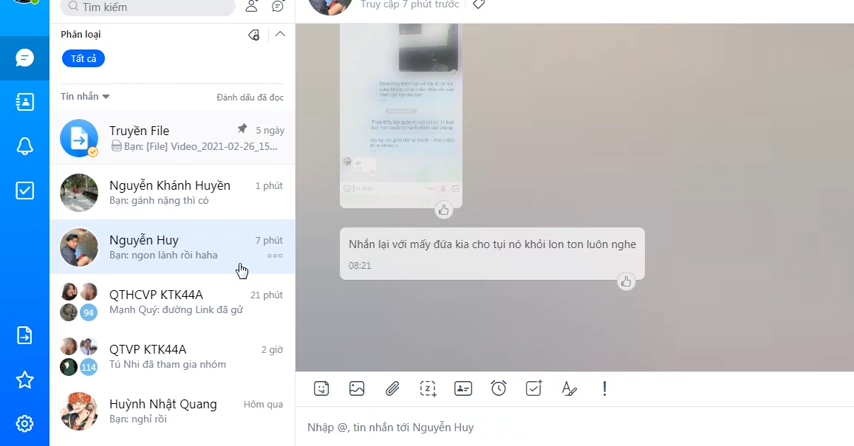 Tìm kiếm
Phân loại
Tất cả
Tin nhắn
Đánh dấu đã đọc
Truyền File
5 ngày
Bạn: [File] Video_2021-02-26_15...
Nguyễn Khánh Huyền
1 phút
Bạn: gánh nặng thì có
Nguyễn Huy
7 phút
Bạn: ngon lành rồi haha
QTHCVP KTK44A
21 phút
Mạnh Quý: đường Link đã gử
94
QTVP KTK44A
2 giờ
Tú Nhi đã tham gia nhóm
114
Huỳnh Nhật Quang
Hôm qua
Bạn: nghỉ rồi
Truy cập 7 phút trước
Nhắn lại với mấy đứa kia cho tụi nó khỏi lon ton luôn nghe
08:21
Nhập @, tin nhắn tới Nguyễn Huy